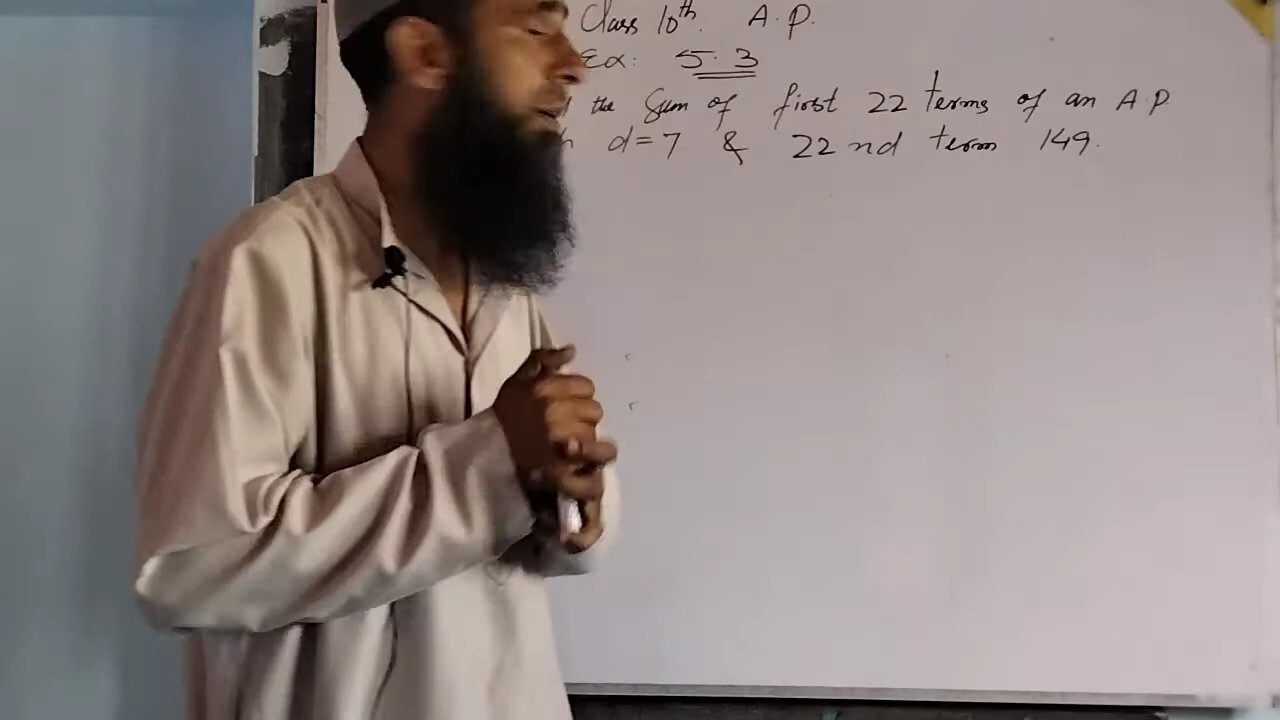 Class 10th. A.P.
Ex: 5.3
the Sum of first 22 terms of an A.P
d=7 & 22nd term 149.